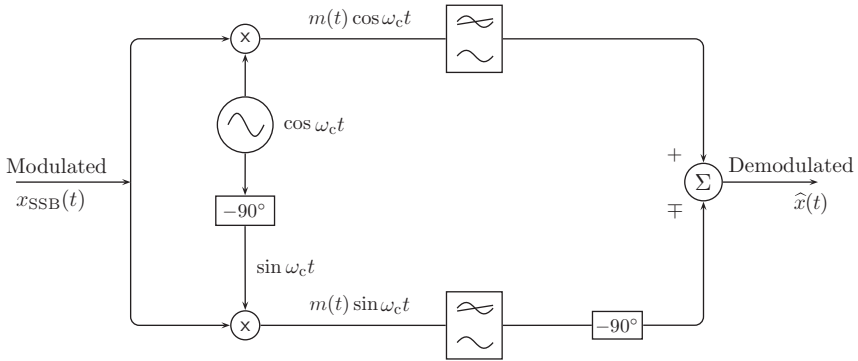 m(t) cos ω_c t
×
cos ω_c t
Modulated
x_SSB(t)
−90°
+
Σ
∓
Demodulated
x̂(t)
sin ω_c t
×
m(t) sin ω_c t
−90°